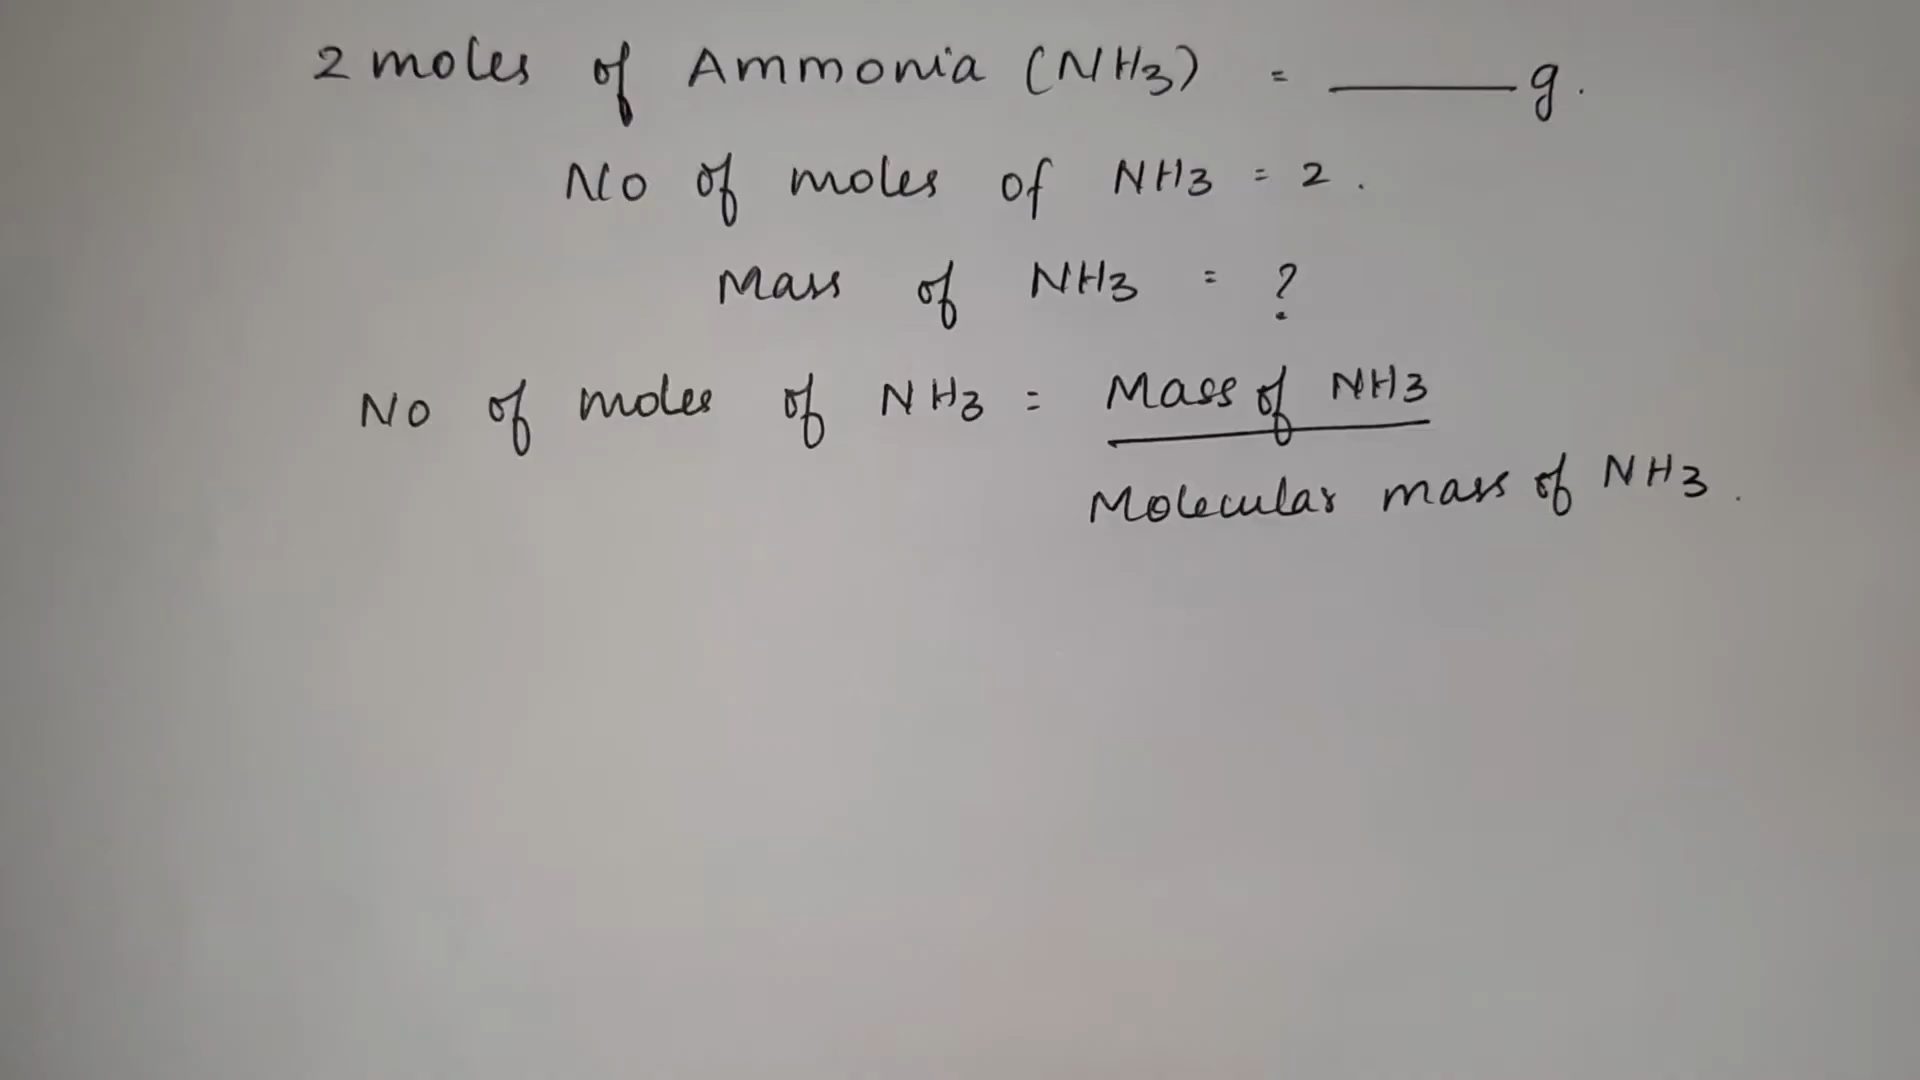 2 moles of Ammonia (NH3) = ______ g.
No of moles of NH3 = 2.
Mass of NH3 = ?
No of moles of NH3 = Mass of NH3
Molecular mass of NH3.